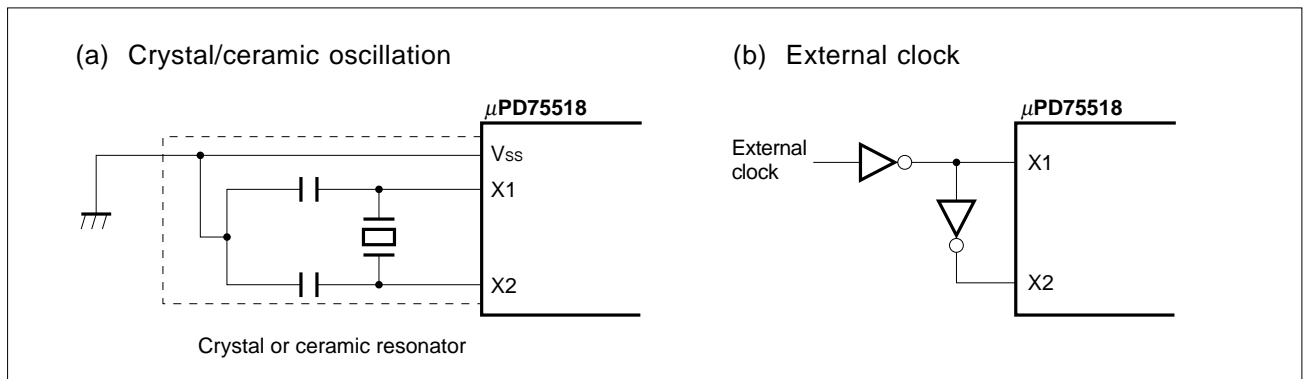 (a) Crystal/ceramic oscillation
μPD75518
VSS
X1
X2
Crystal or ceramic resonator
(b) External clock
μPD75518
External
clock
X1
X2